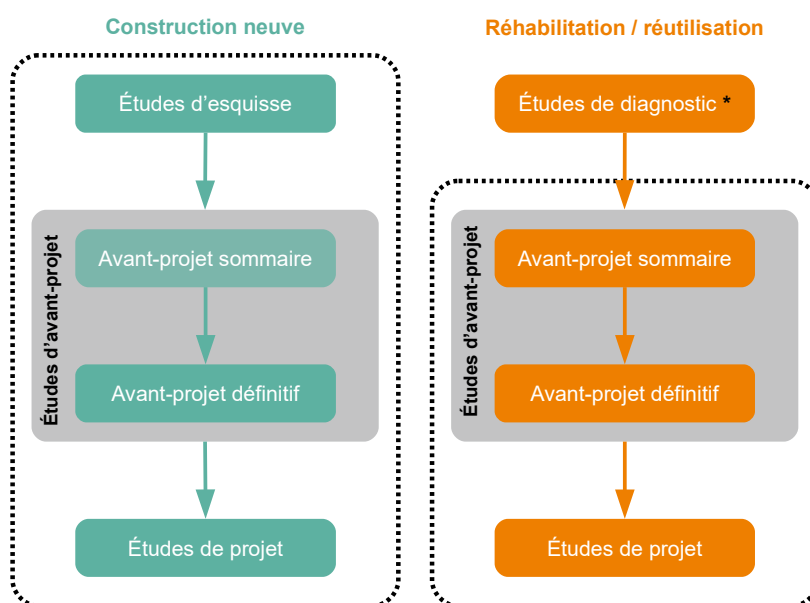 Construction neuve
Études d'esquisse
Études d'avant-projet
Avant-projet sommaire
Avant-projet définitif
Études de projet
Réhabilitation / réutilisation
Études de diagnostic *
Études d'avant-projet
Avant-projet sommaire
Avant-projet définitif
Études de projet